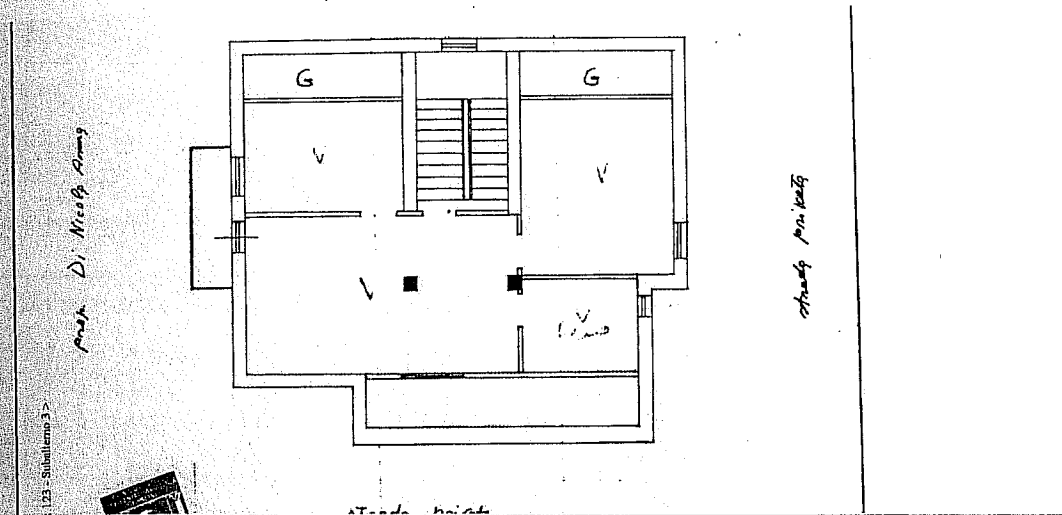 G
G
V
V
V
V
prop. Di Nicola
strada privata
123 - Subalterno 3 >
strada privata